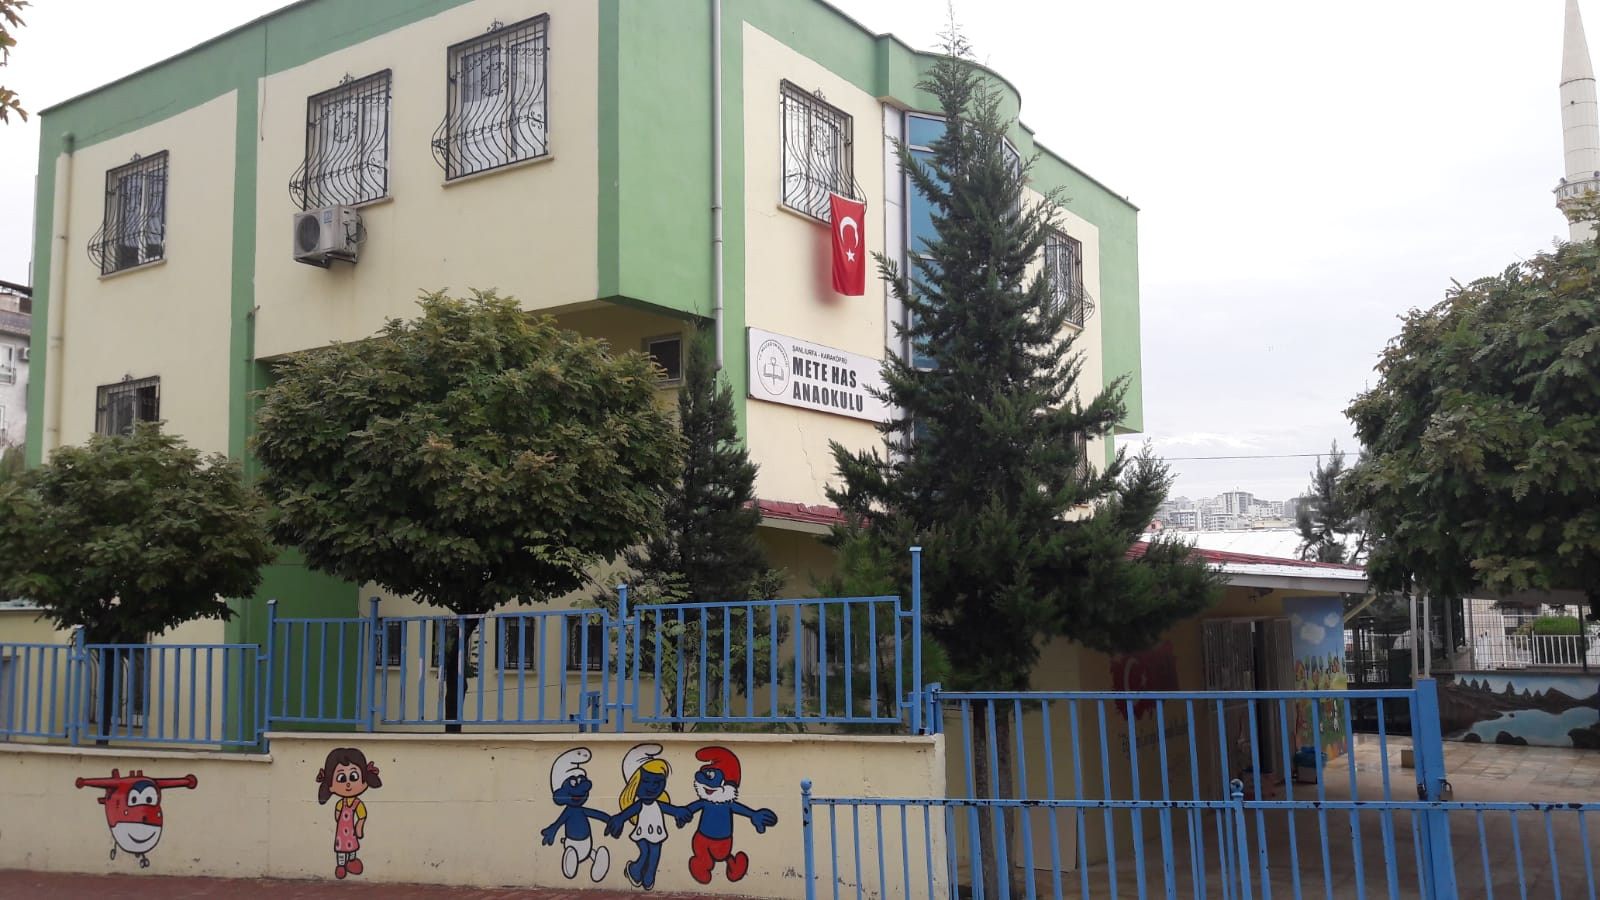 ŞANLIURFA - KARAKÖPRÜ
METE HAS
ANAOKULU